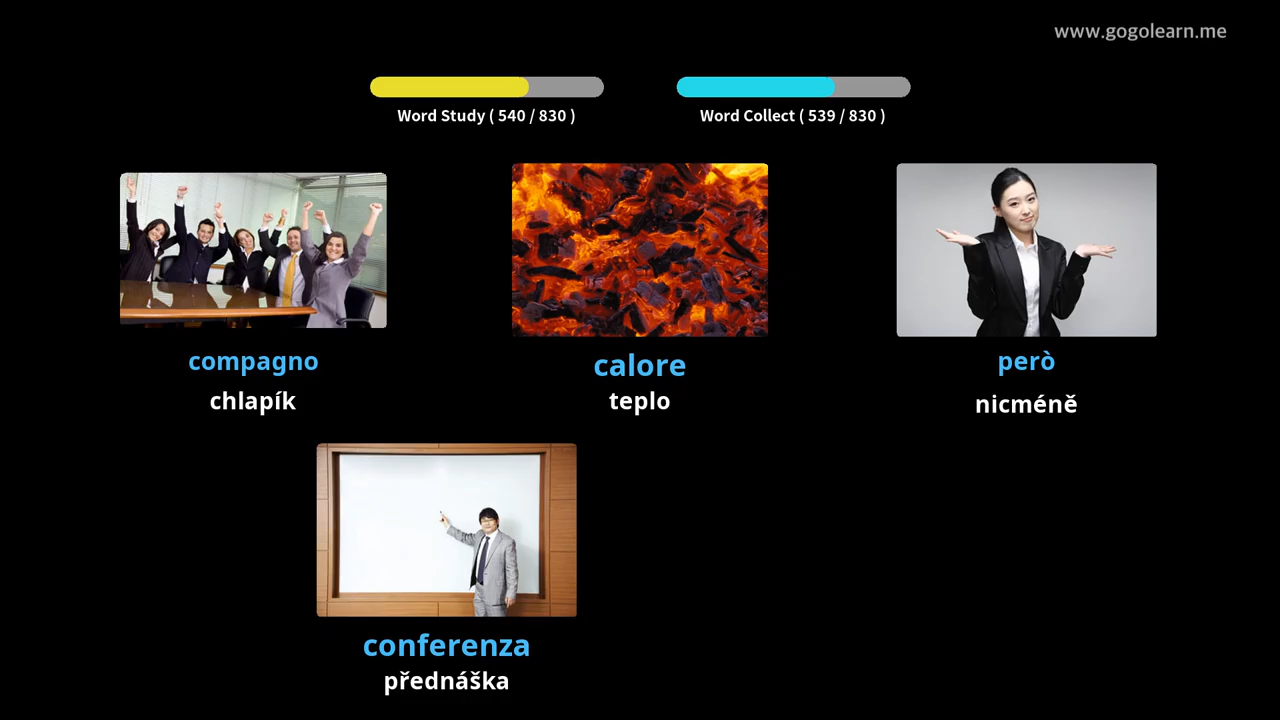 www.gogolearn.me
Word Study ( 540 / 830 )
Word Collect ( 539 / 830 )
compagno
chlapík
calore
teplo
però
nicméně
conferenza
přednáška